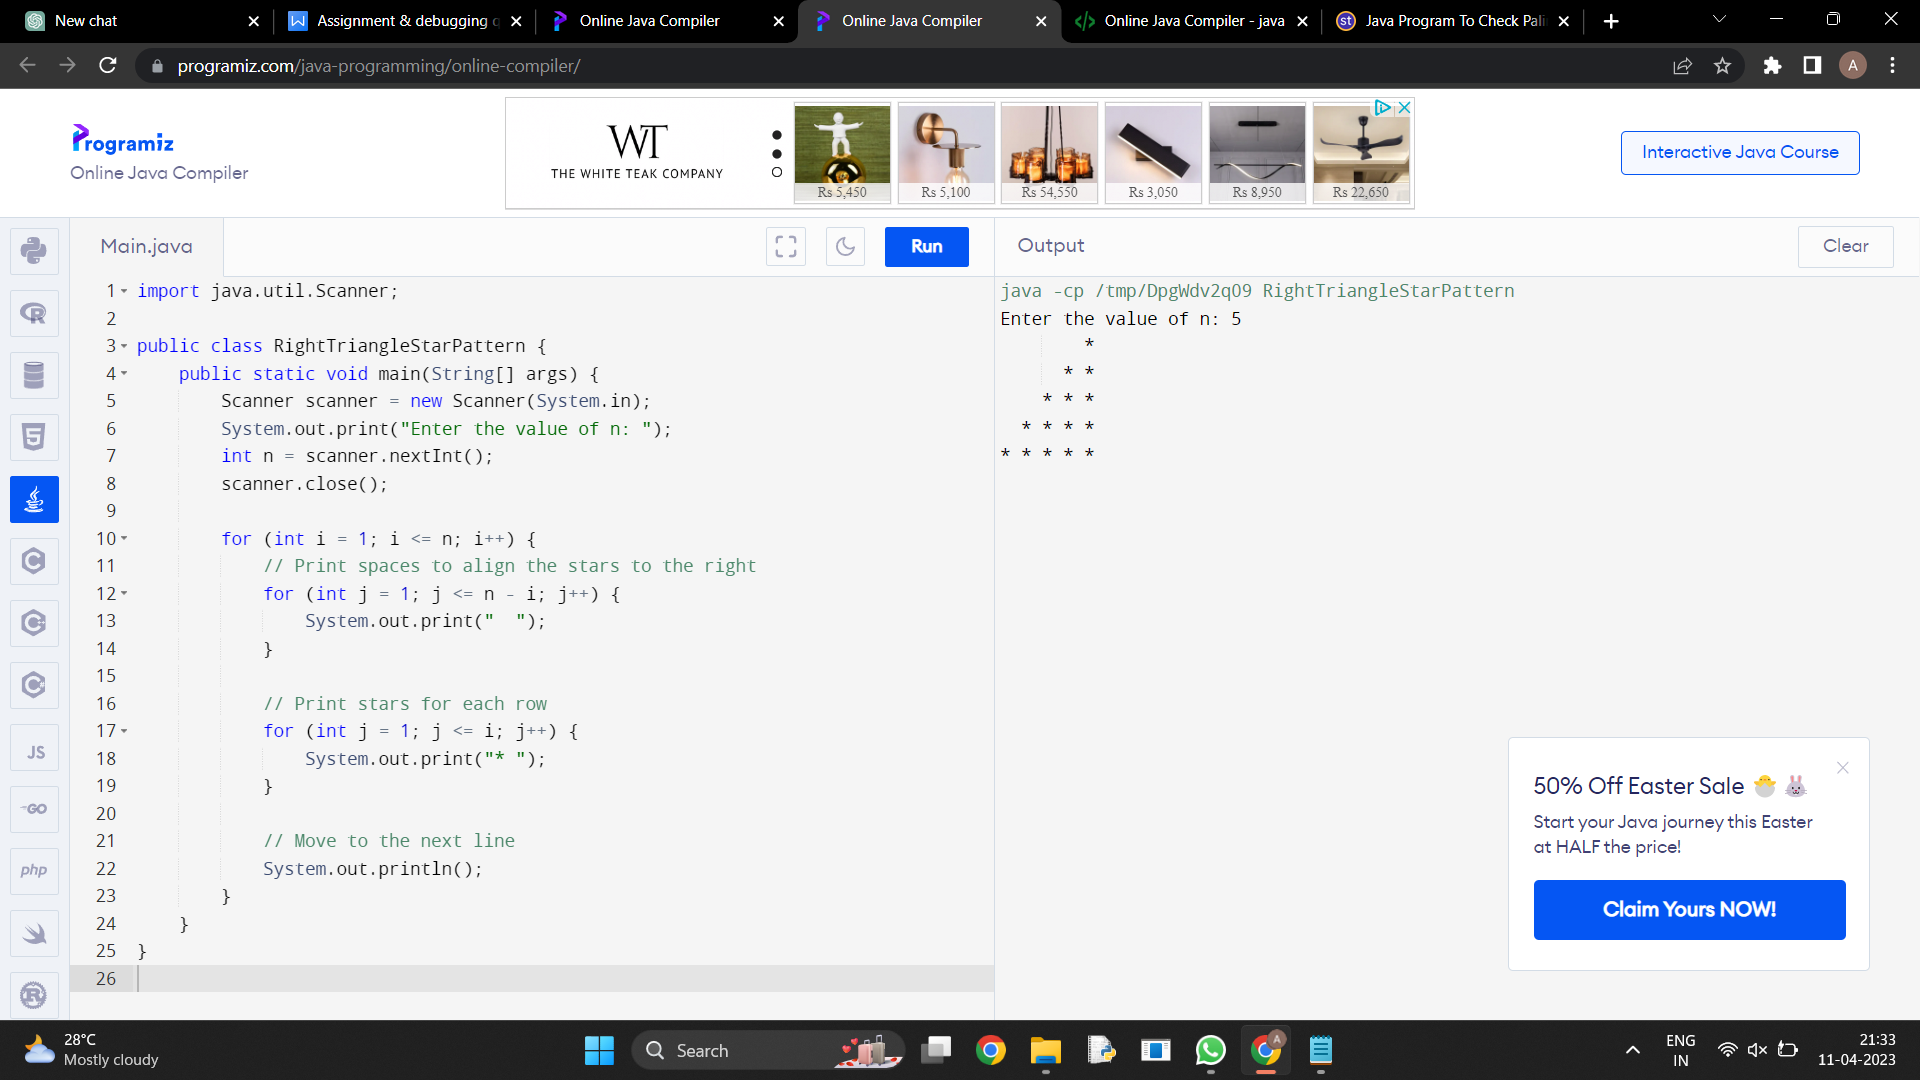 New chat
Assignment & debugging q
Online Java Compiler
Online Java Compiler
Online Java Compiler - java
st
Java Program To Check Pali
programiz.com/java-programming/online-compiler/
A
Programiz
Online Java Compiler
WT
THE WHITE TEAK COMPANY
Rs 5,450
Rs 5,100
Rs 54,550
Rs 3,050
Rs 8,950
Rs 22,650
Interactive Java Course
Main.java
Run
Output
Clear
1 import java.util.Scanner;
2
3 public class RightTriangleStarPattern {
4     public static void main(String[] args) {
5         Scanner scanner = new Scanner(System.in);
6         System.out.print("Enter the value of n: ");
7         int n = scanner.nextInt();
8         scanner.close();
9
10         for (int i = 1; i <= n; i++) {
11             // Print spaces to align the stars to the right
12             for (int j = 1; j <= n - i; j++) {
13                 System.out.print("  ");
14             }
15
16             // Print stars for each row
17             for (int j = 1; j <= i; j++) {
18                 System.out.print("* ");
19             }
20
21             // Move to the next line
22             System.out.println();
23         }
24     }
25 }
26
java -cp /tmp/DpgWdv2qO9 RightTriangleStarPattern
Enter the value of n: 5
        *
      * *
    * * *
  * * * *
* * * * *
JS
GO
php
50% Off Easter Sale 🐣 🐰
Start your Java journey this Easter
at HALF the price!
Claim Yours NOW!
28°C
Mostly cloudy
Search
A
ENG
IN
21:33
11-04-2023